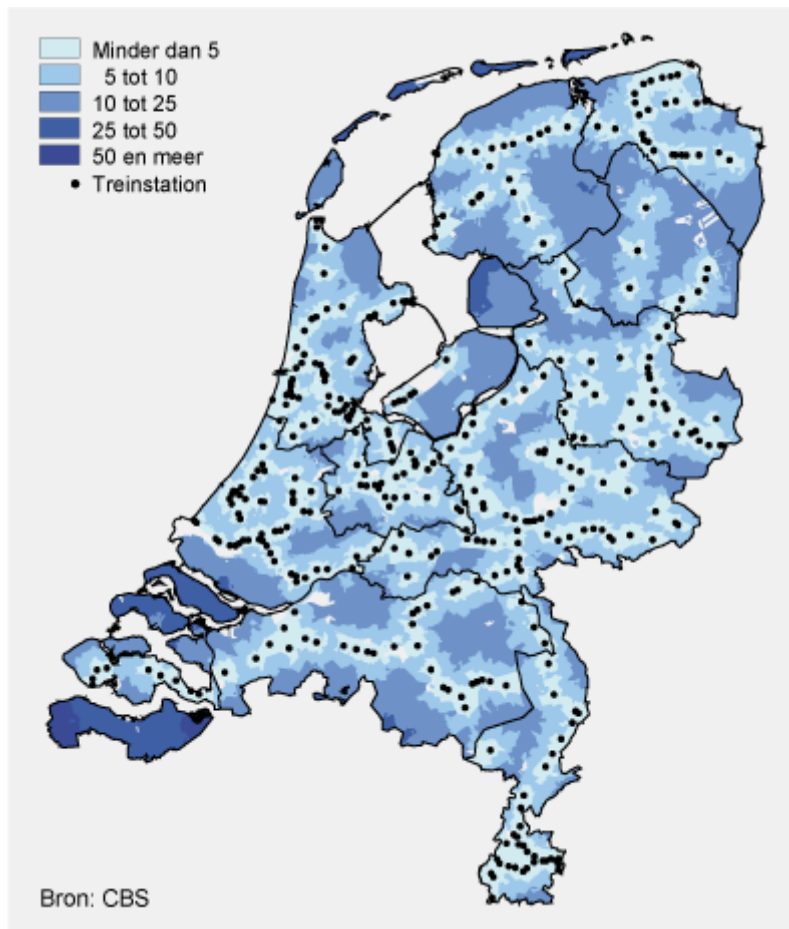 Minder dan 5
5 tot 10
10 tot 25
25 tot 50
50 en meer
Treinstation
Bron: CBS